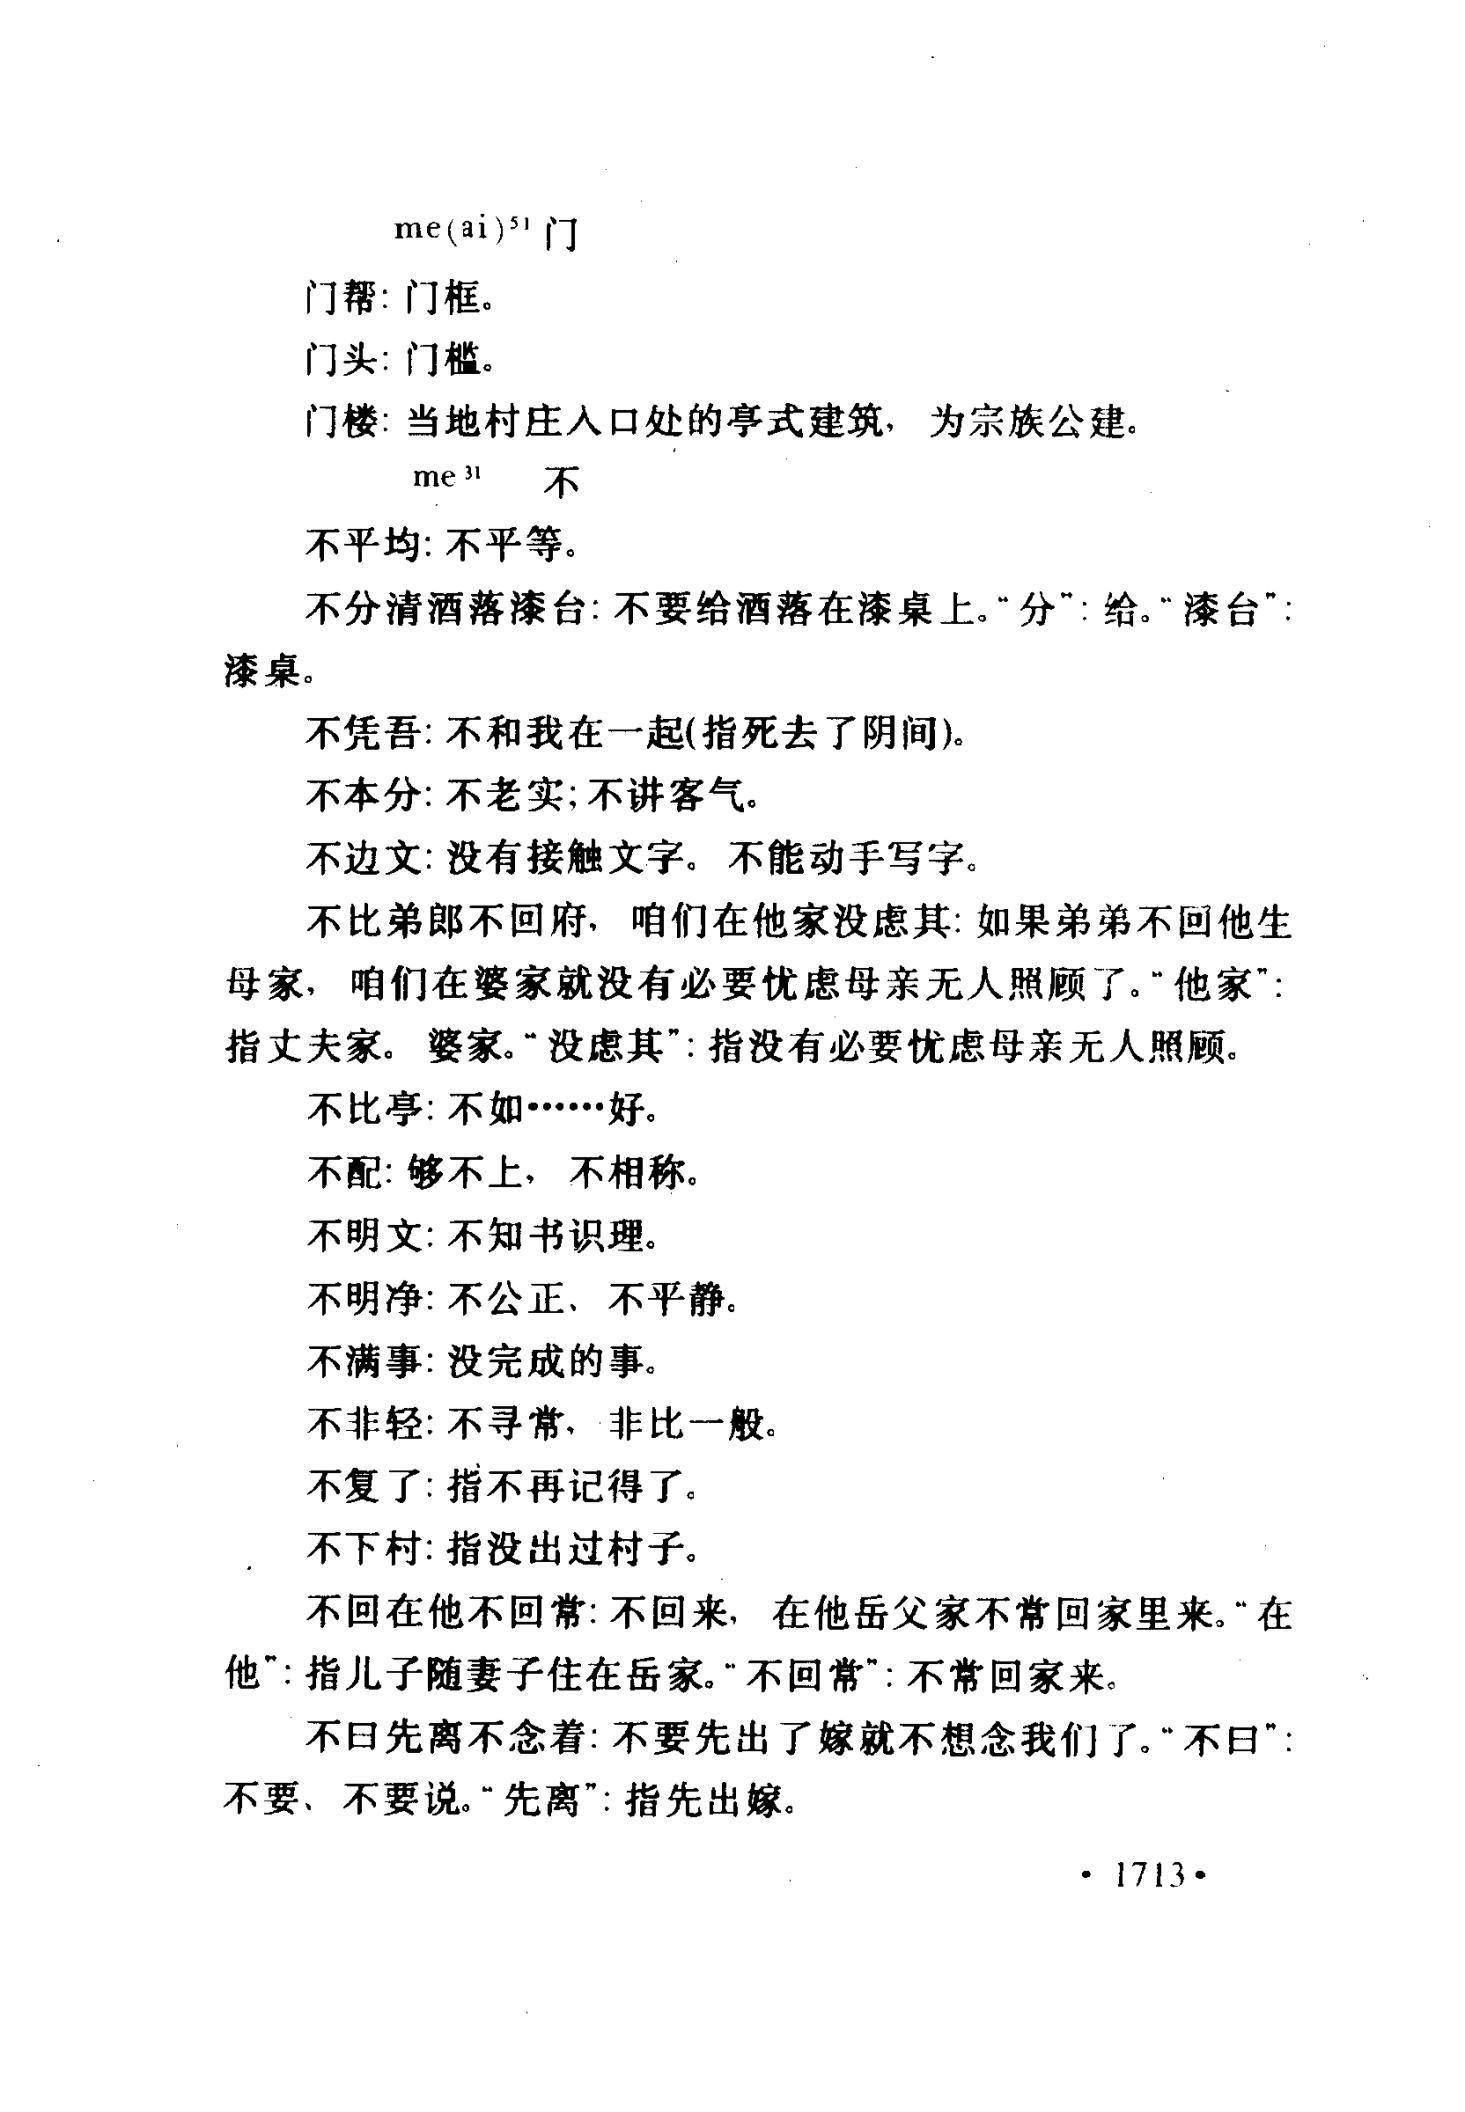 me(ai)⁵¹ 门
门帮：门框。
门头：门槛。
门楼：当地村庄入口处的亭式建筑，为宗族公建。
me³¹ 不
不平均：不平等。
不分清酒落漆台：不要给酒落在漆桌上。“分”：给。“漆台”：
漆桌。
不凭吾：不和我在一起(指死去了阴间)。
不本分：不老实；不讲客气。
不边文：没有接触文字。不能动手写字。
不比弟郎不回府，咱们在他家没虑其：如果弟弟不回他生
母家，咱们在婆家就没有必要忧虑母亲无人照顾了。“他家”：
指丈夫家。婆家。“没虑其”：指没有必要忧虑母亲无人照顾。
不比亭：不如……好。
不配：够不上，不相称。
不明文：不知书识理。
不明净：不公正、不平静。
不满事：没完成的事。
不非轻：不寻常，非比一般。
不复了：指不再记得了。
不下村：指没出过村子。
不回在他不回常：不回来，在他岳父家不常回家里来。“在
他”：指儿子随妻子住在岳家。“不回常”：不常回家来。
不曰先离不念着：不要先出了嫁就不想念我们了。“不曰”：
不要、不要说。“先离”：指先出嫁。
· 1713 ·